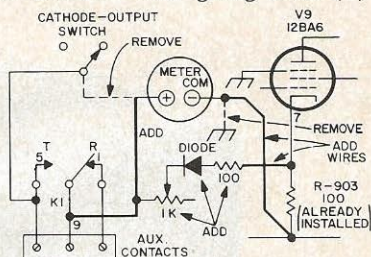 CATHODE-OUTPUT
SWITCH
REMOVE
V9
12BA6
METER
COM
+
−
7
REMOVE
ADD
WIRES
ADD
DIODE
100
T
R
5
1
K1
9
1K
ADD
R-903
100
(ALREADY
INSTALLED)
AUX.
CONTACTS